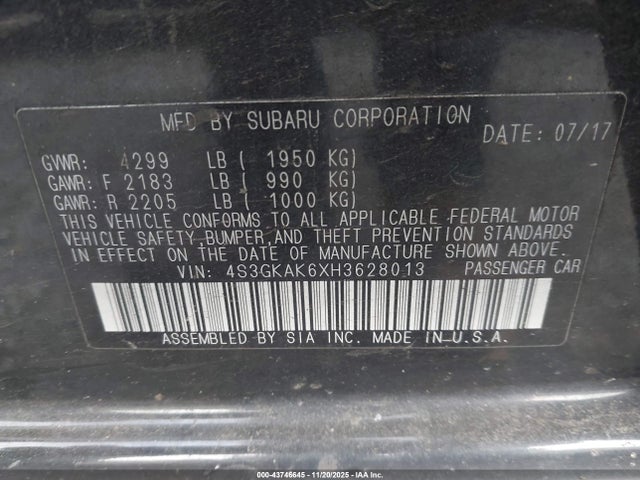 MFD BY SUBARU CORPORATION
DATE: 07/17
GVWR: 4299 LB ( 1950 KG)
GAWR: F 2183 LB ( 990 KG)
GAWR: R 2205 LB ( 1000 KG)
THIS VEHICLE CONFORMS TO ALL APPLICABLE FEDERAL MOTOR
VEHICLE SAFETY,BUMPER,AND THEFT PREVENTION STANDARDS
IN EFFECT ON THE DATE OF MANUFACTURE SHOWN ABOVE.
VIN: 4S3GKAK6XH3628013 PASSENGER CAR
ASSEMBLED BY SIA INC. MADE IN U.S.A.
000-43746645 - 11/20/2025 - IAA Inc.